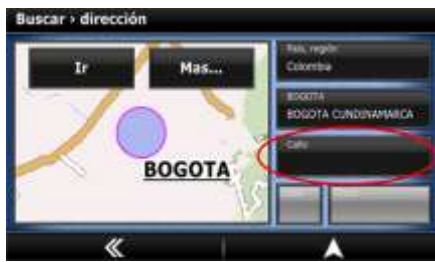 Buscar › dirección
Ir
Mas...
País, región
Colombia
BOGOTA
BOGOTA CUNDINAMARCA
Calle
BOGOTA